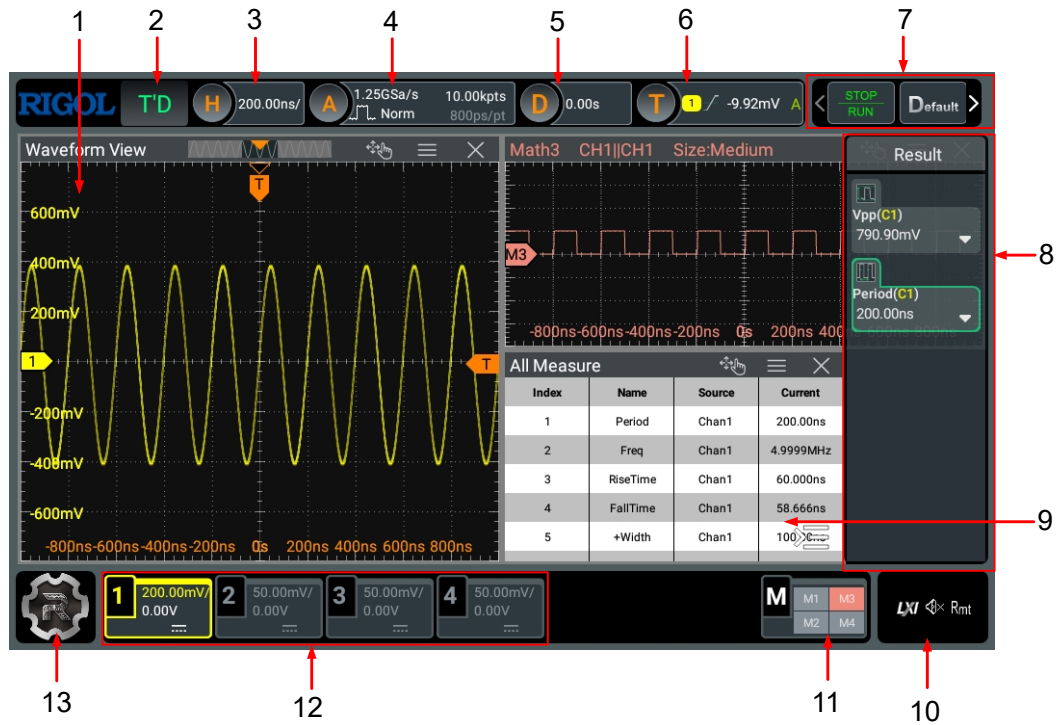 1 2 3 4 5 6 7
RIGOL T'D H 200.00ns/ A 1.25GSa/s 10.00kpts D 0.00s T 1 -9.92mV A STOP Default
Norm 800ps/pt RUN
Waveform View
T
600mV
400mV
200mV
1
T
-200mV
-400mV
-600mV
-800ns -600ns -400ns -200ns 0s 200ns 400ns 600ns 800ns
Math3 CH1||CH1 Size:Medium
M3
-800ns -600ns -400ns -200ns 0s 200ns 400 600ns 800ns
All Measure
Index Name Source Current
1 Period Chan1 200.00ns
2 Freq Chan1 4.9999MHz
3 RiseTime Chan1 60.000ns
4 FallTime Chan1 58.666ns
5 +Width Chan1
Result
Vpp(C1)
790.90mV
Period(C1)
200.00ns
8
9
R
1 200.00mV/ 2 50.00mV/ 3 50.00mV/ 4 50.00mV/
0.00V 0.00V 0.00V 0.00V
M M1 M3
M2 M4
LXI Rmt
13 12 11 10